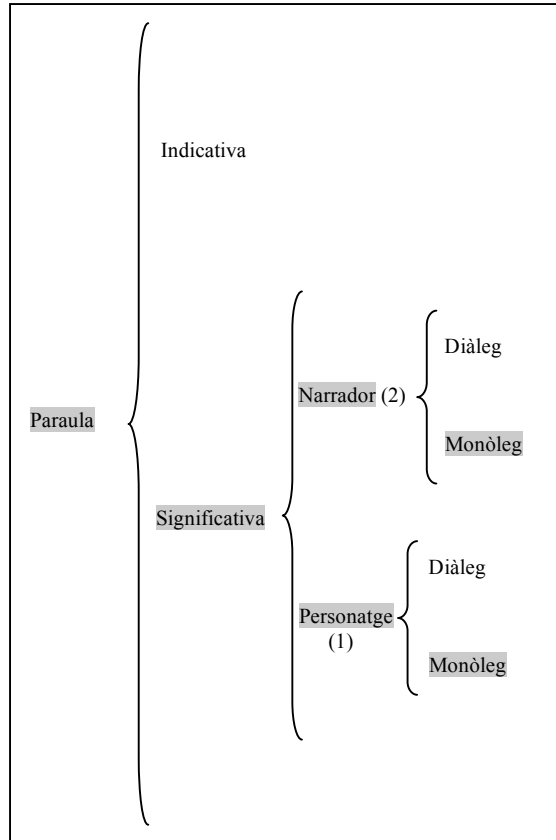 Indicativa
Diàleg
Narrador (2)
Monòleg
Paraula
Significativa
Diàleg
Personatge
(1)
Monòleg